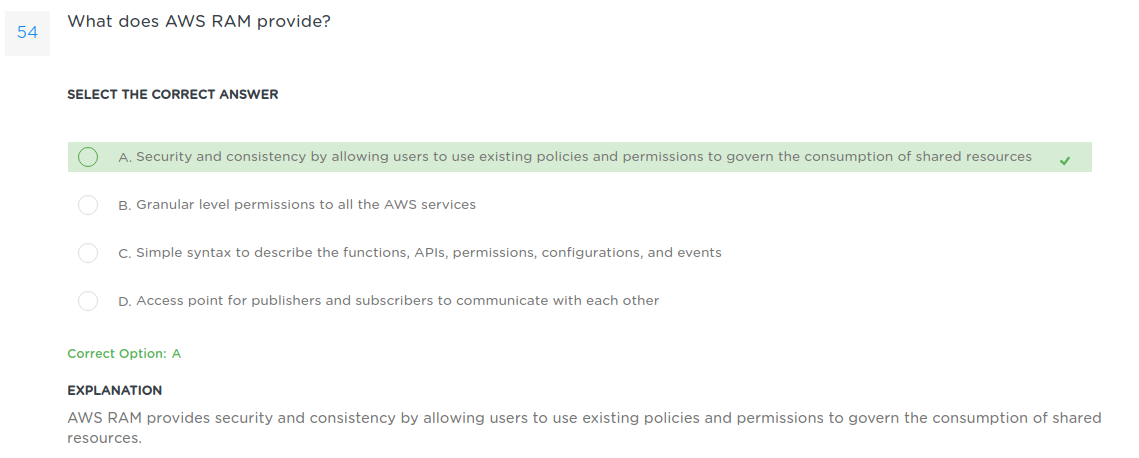 54
What does AWS RAM provide?
SELECT THE CORRECT ANSWER
A. Security and consistency by allowing users to use existing policies and permissions to govern the consumption of shared resources
B. Granular level permissions to all the AWS services
C. Simple syntax to describe the functions, APIs, permissions, configurations, and events
D. Access point for publishers and subscribers to communicate with each other
Correct Option: A
EXPLANATION
AWS RAM provides security and consistency by allowing users to use existing policies and permissions to govern the consumption of shared
resources.